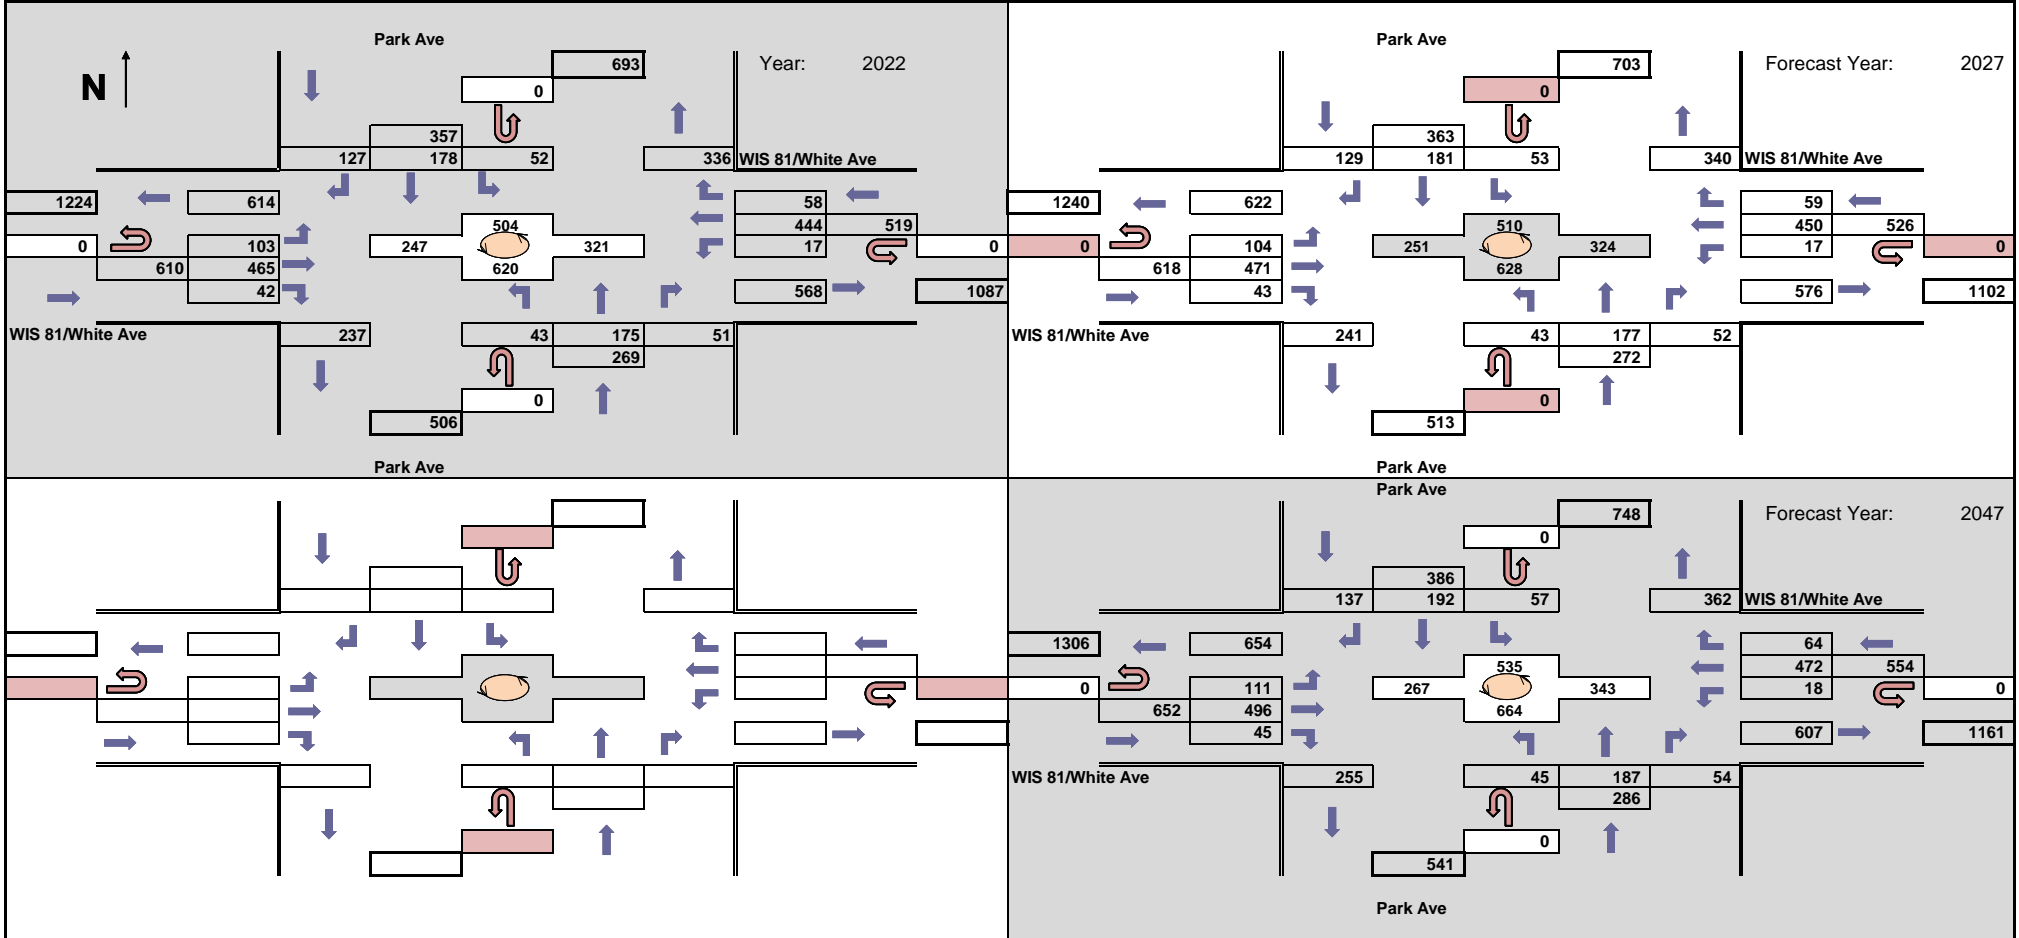 Park Ave
693
Year: 2022
N
0
357
127 178 52 336 WIS 81/White Ave
1224 614 58
504 444 519
0 103 247 321 17 0
610 465 620
42 568 1087
WIS 81/White Ave 237 43 175 51
269
0
506
Park Ave
Park Ave
703
Forecast Year: 2027
0
363
129 181 53 340 WIS 81/White Ave
1240 622 59
510 450 526
0 104 251 324 17 0
618 471 628
43 576 1102
WIS 81/White Ave 241 43 177 52
272
0
513
Park Ave
Park Ave
748
Forecast Year: 2047
0
386
137 192 57 362 WIS 81/White Ave
1306 654 64
535 472 554
0 111 267 343 18 0
652 496 664
45 607 1161
WIS 81/White Ave 255 45 187 54
286
0
541
Park Ave